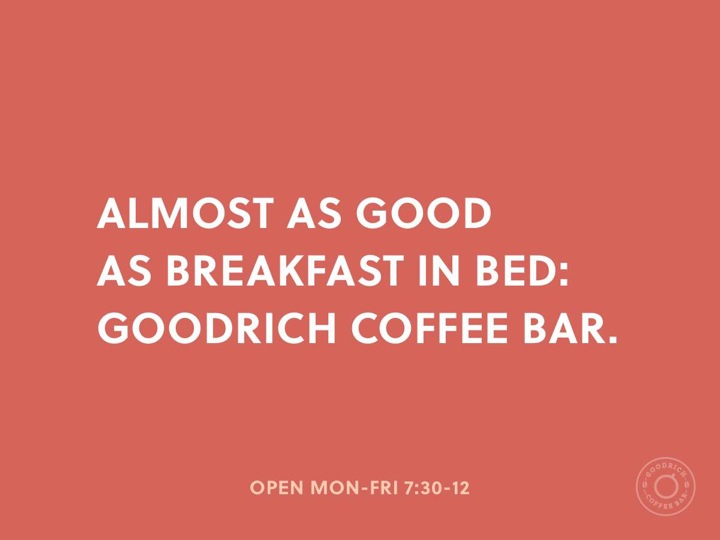 ALMOST AS GOOD
AS BREAKFAST IN BED:
GOODRICH COFFEE BAR.
OPEN MON-FRI 7:30-12
GOODRICH
COFFEE BAR